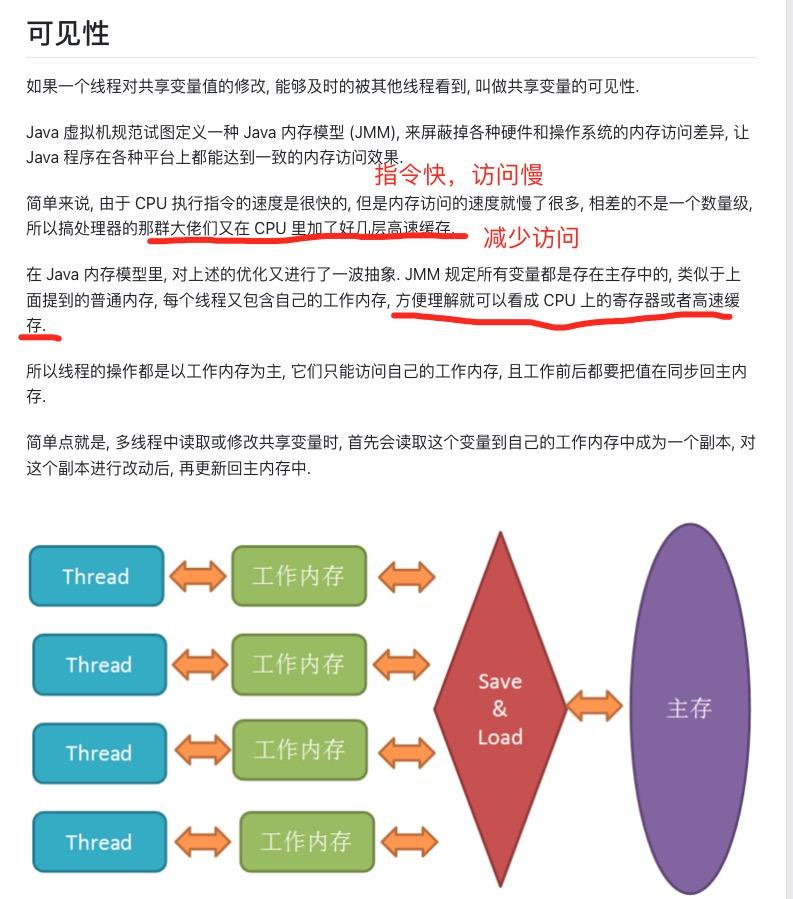 可见性
如果一个线程对共享变量值的修改, 能够及时的被其他线程看到, 叫做共享变量的可见性.
Java 虚拟机规范试图定义一种 Java 内存模型 (JMM), 来屏蔽掉各种硬件和操作系统的内存访问差异, 让
Java 程序在各种平台上都能达到一致的内存访问效果.
指令快，访问慢
简单来说, 由于 CPU 执行指令的速度是很快的, 但是内存访问的速度就慢了很多, 相差的不是一个数量级,
所以搞处理器的那群大佬们又在 CPU 里加了好几层高速缓存.
减少访问
在 Java 内存模型里, 对上述的优化又进行了一波抽象. JMM 规定所有变量都是存在主存中的, 类似于上
面提到的普通内存, 每个线程又包含自己的工作内存, 方便理解就可以看成 CPU 上的寄存器或者高速缓
存.
所以线程的操作都是以工作内存为主, 它们只能访问自己的工作内存, 且工作前后都要把值在同步回主内
存.
简单点就是, 多线程中读取或修改共享变量时, 首先会读取这个变量到自己的工作内存中成为一个副本, 对
这个副本进行改动后, 再更新回主内存中.
Thread
工作内存
Thread
工作内存
Thread
工作内存
Thread
工作内存
Save
&
Load
主存